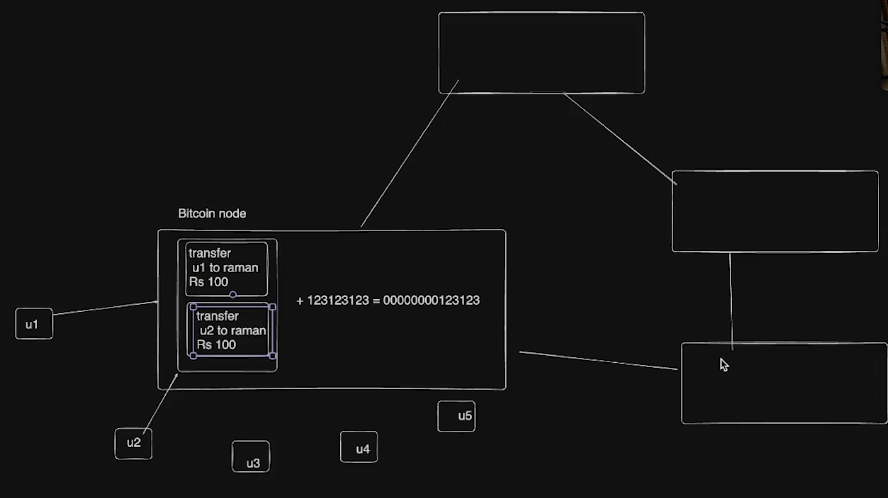 Bitcoin node
transfer
u1 to raman
Rs 100
+ 123123123 = 00000000123123
transfer
u2 to raman
Rs 100
u1
u2
u3
u4
u5